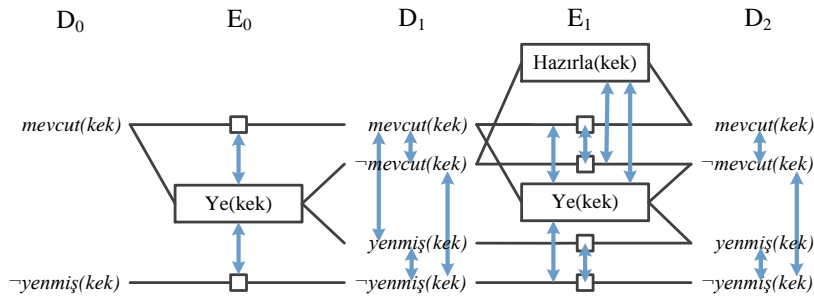 D0 E0 D1 E1 D2
Hazırla(kek)
mevcut(kek) mevcut(kek) mevcut(kek)
¬mevcut(kek) ¬mevcut(kek)
Ye(kek) Ye(kek)
yenmiş(kek) yenmiş(kek)
¬yenmiş(kek) ¬yenmiş(kek) ¬yenmiş(kek)